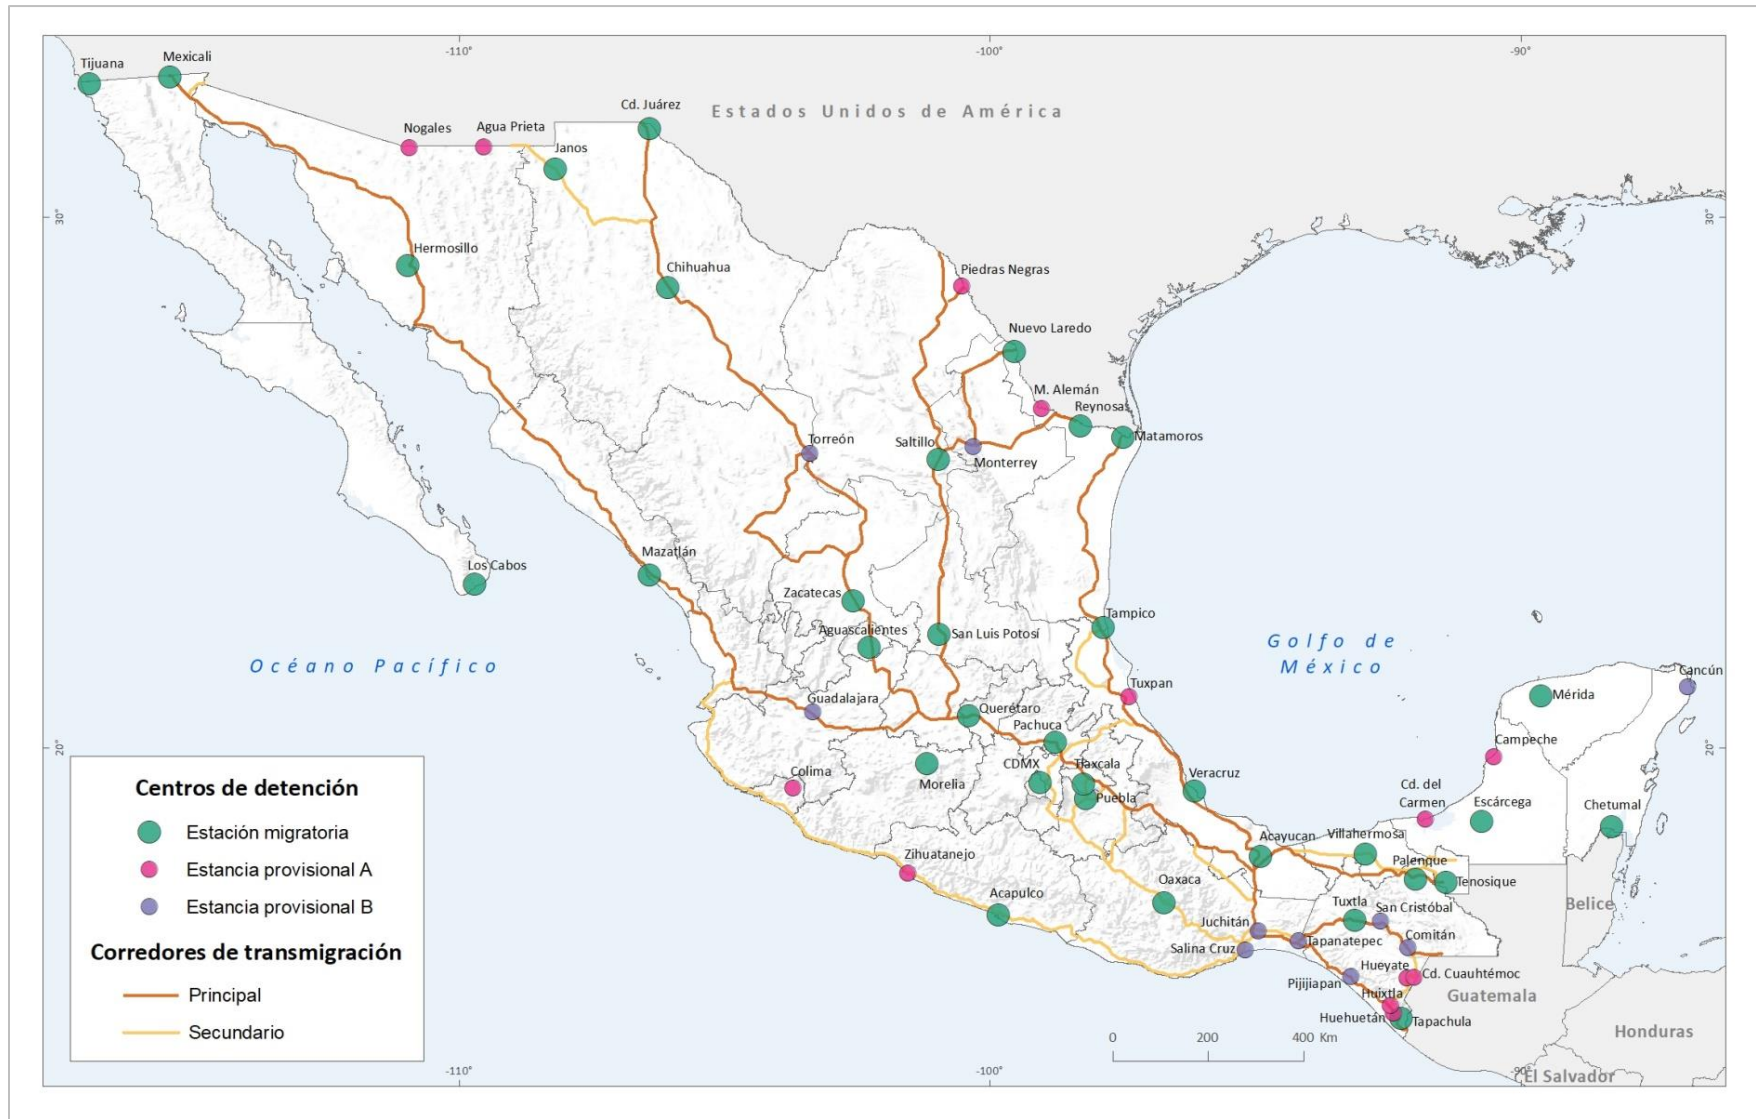 -110°
-100°
-90°
Tijuana
Mexicali
Cd. Juárez
Estados Unidos de América
Nogales
Agua Prieta
Janos
30°
30°
Hermosillo
Chihuahua
Piedras Negras
Nuevo Laredo
M. Alemán
Reynosas
Torreón
Saltillo
Matamoros
Monterrey
Mazatlán
Los Cabos
Zacatecas
Tampico
Aguascalientes
San Luis Potosí
Océano Pacífico
Golfo de
México
Cancún
Tuxpan
Mérida
Guadalajara
Querétaro
Pachuca
Campeche
20°
20°
CDMX
Tlaxcala
Colima
Morelia
Veracruz
Puebla
Cd. del
Carmen
Escárcega
Chetumal
Acayucan
Villahermosa
Zihuatanejo
Palenque
Oaxaca
Tenosique
Acapulco
Tuxtla
San Cristóbal
Belice
Juchitán
Comitán
Salina Cruz
Tapanatepec
Hueyate
Cd. Cuauhtémoc
Pijijiapan
Huixtla
Guatemala
Huehuetán
Tapachula
Honduras
El Salvador
0
200
400 Km
-110°
-100°
-90°
Centros de detención
Estación migratoria
Estancia provisional A
Estancia provisional B
Corredores de transmigración
Principal
Secundario